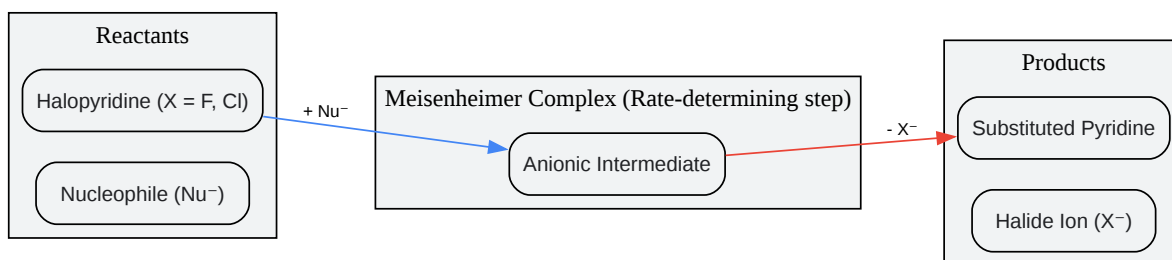 Reactants
Halopyridine (X = F, Cl)
Nucleophile (Nu⁻)
+ Nu⁻
Meisenheimer Complex (Rate-determining step)
Anionic Intermediate
- X⁻
Products
Substituted Pyridine
Halide Ion (X⁻)